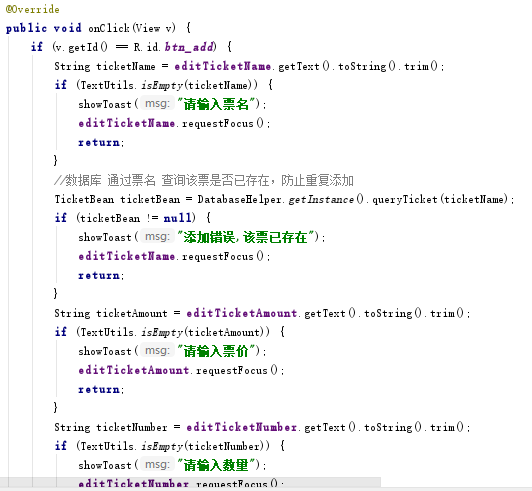 @Override
public void onClick(View v) {
if (v.getId() == R.id.btn_add) {
String ticketName = editTicketName.getText().toString().trim();
if (TextUtils.isEmpty(ticketName)) {
showToast( msg: "请输入票名");
editTicketName.requestFocus();
return;
}
//数据库 通过票名 查询该票是否已存在，防止重复添加
TicketBean ticketBean = DatabaseHelper.getInstance().queryTicket(ticketName);
if (ticketBean != null) {
showToast( msg: "添加错误,该票已存在");
editTicketName.requestFocus();
return;
}
String ticketAmount = editTicketAmount.getText().toString().trim();
if (TextUtils.isEmpty(ticketAmount)) {
showToast( msg: "请输入票价");
editTicketAmount.requestFocus();
return;
}
String ticketNumber = editTicketNumber.getText().toString().trim();
if (TextUtils.isEmpty(ticketNumber)) {
showToast( msg: "请输入数量");
editTicketNumber.requestFocus();